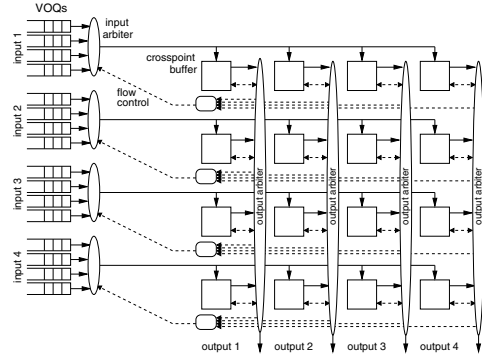 VOQs
input
arbiter
input 1
crosspoint
buffer
flow
control
input 2
input 3
input 4
output arbiter
output arbiter
output arbiter
output arbiter
output 1
output 2
output 3
output 4